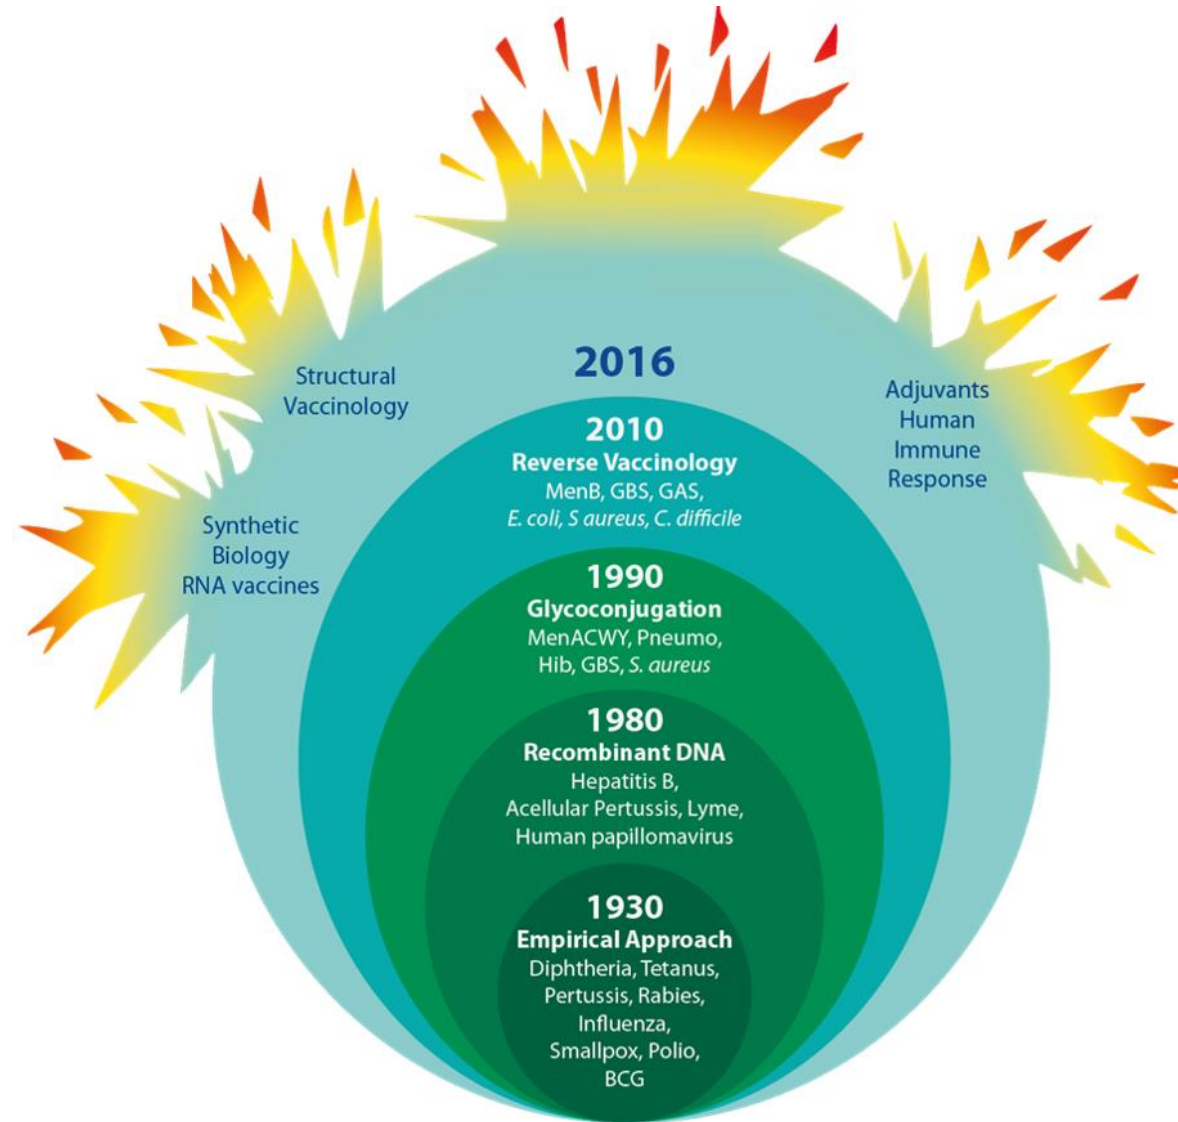 2016
Structural
Vaccinology
Adjuvants
Human
Immune
Response
Synthetic
Biology
RNA vaccines
2010
Reverse Vaccinology
MenB, GBS, GAS,
E. coli, S aureus, C. difficile
1990
Glycoconjugation
MenACWY, Pneumo,
Hib, GBS, S. aureus
1980
Recombinant DNA
Hepatitis B,
Acellular Pertussis, Lyme,
Human papillomavirus
1930
Empirical Approach
Diphtheria, Tetanus,
Pertussis, Rabies,
Influenza,
Smallpox, Polio,
BCG